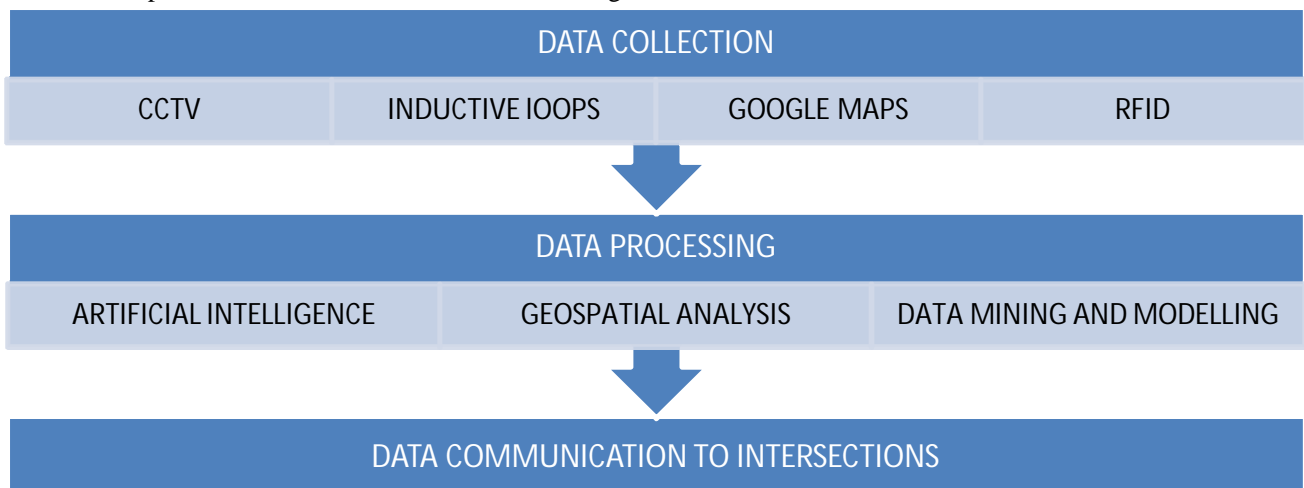 DATA COLLECTION
CCTV INDUCTIVE lOOPS GOOGLE MAPS RFID
DATA PROCESSING
ARTIFICIAL INTELLIGENCE GEOSPATIAL ANALYSIS DATA MINING AND MODELLING
DATA COMMUNICATION TO INTERSECTIONS